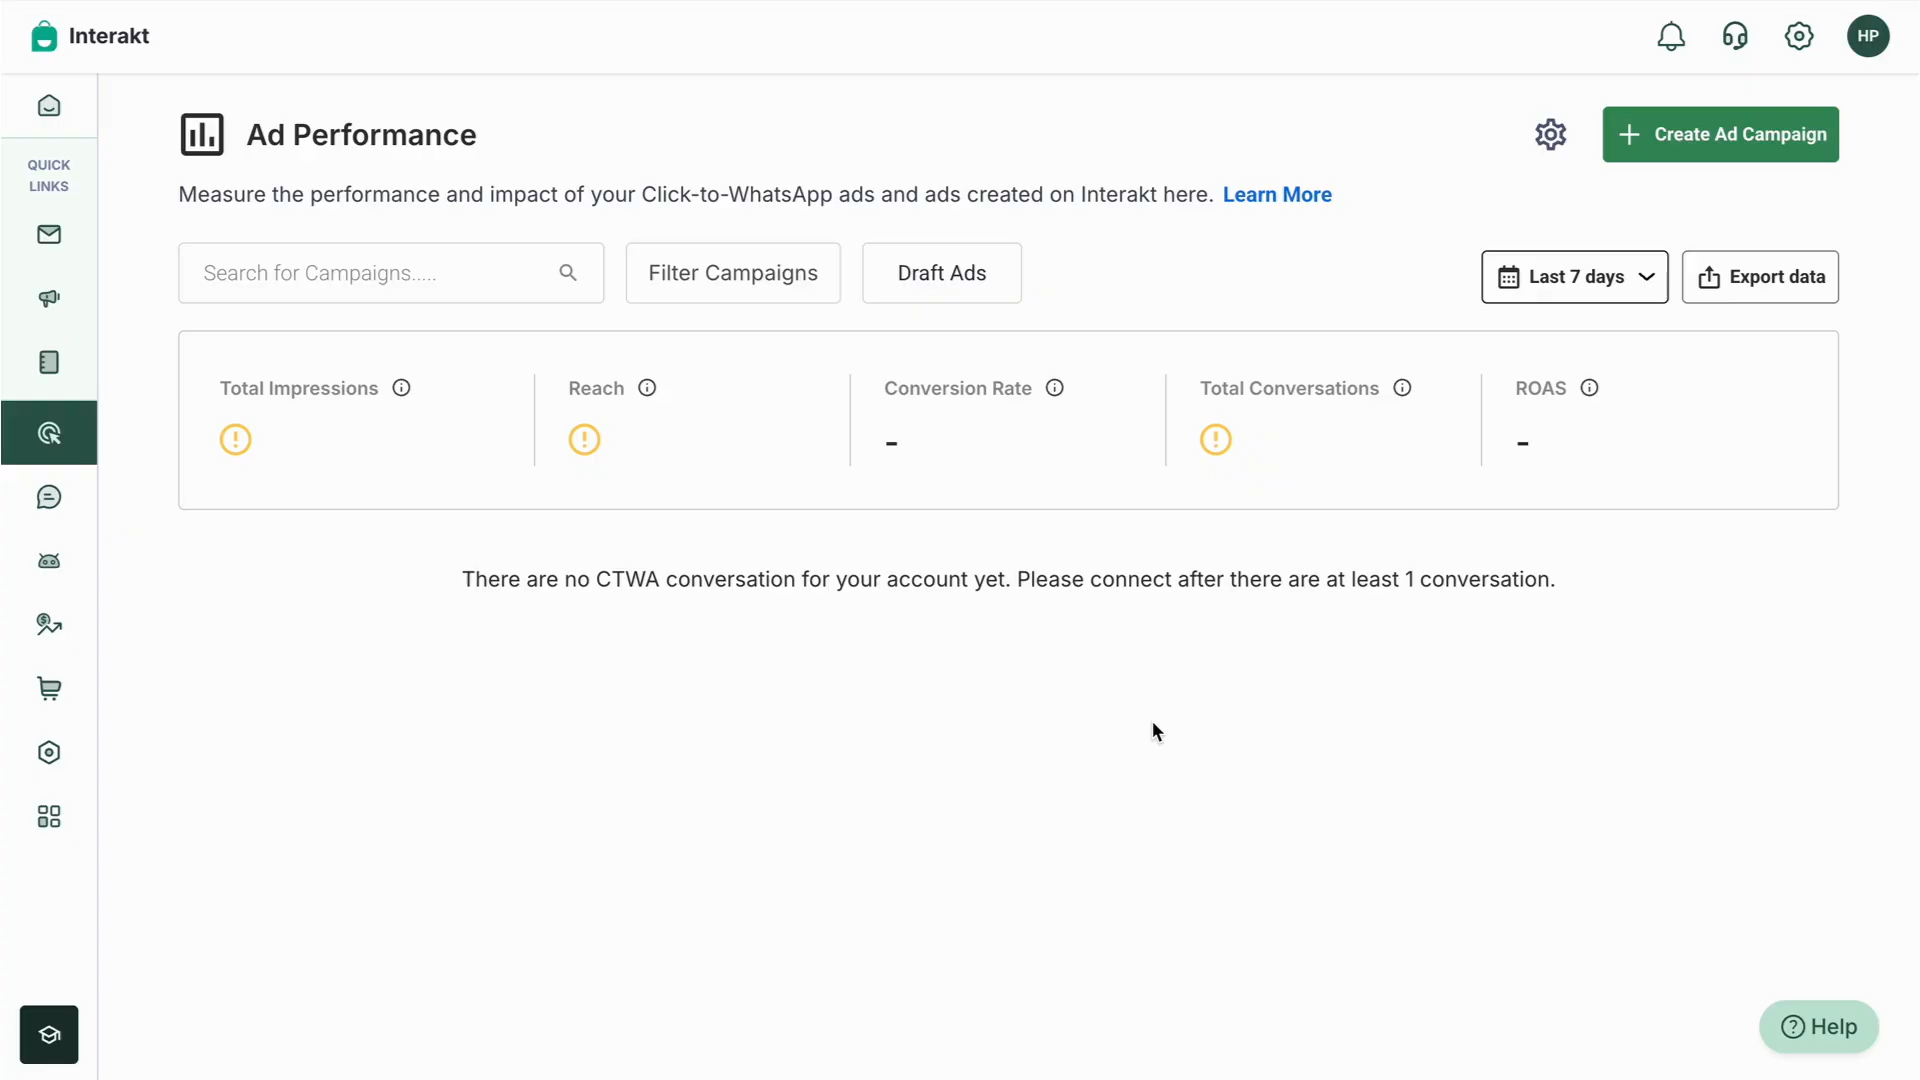 Interakt
HP
QUICK
LINKS
Ad Performance
Create Ad Campaign
Measure the performance and impact of your Click-to-WhatsApp ads and ads created on Interakt here. Learn More
Search for Campaigns.....
Filter Campaigns
Draft Ads
Last 7 days
Export data
Total Impressions
Reach
Conversion Rate
Total Conversations
ROAS
-
-
There are no CTWA conversation for your account yet. Please connect after there are at least 1 conversation.
Help